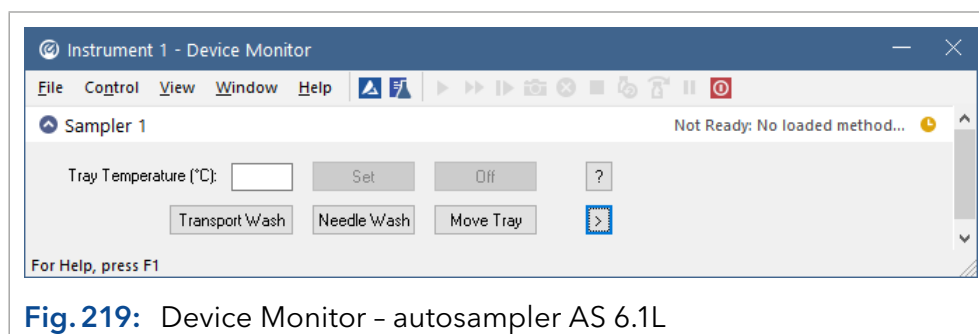 Instrument 1 - Device Monitor
File Control View Window Help
Sampler 1 Not Ready: No loaded method...
Tray Temperature (°C): Set Off ?
Transport Wash Needle Wash Move Tray >
For Help, press F1
Fig. 219: Device Monitor – autosampler AS 6.1L